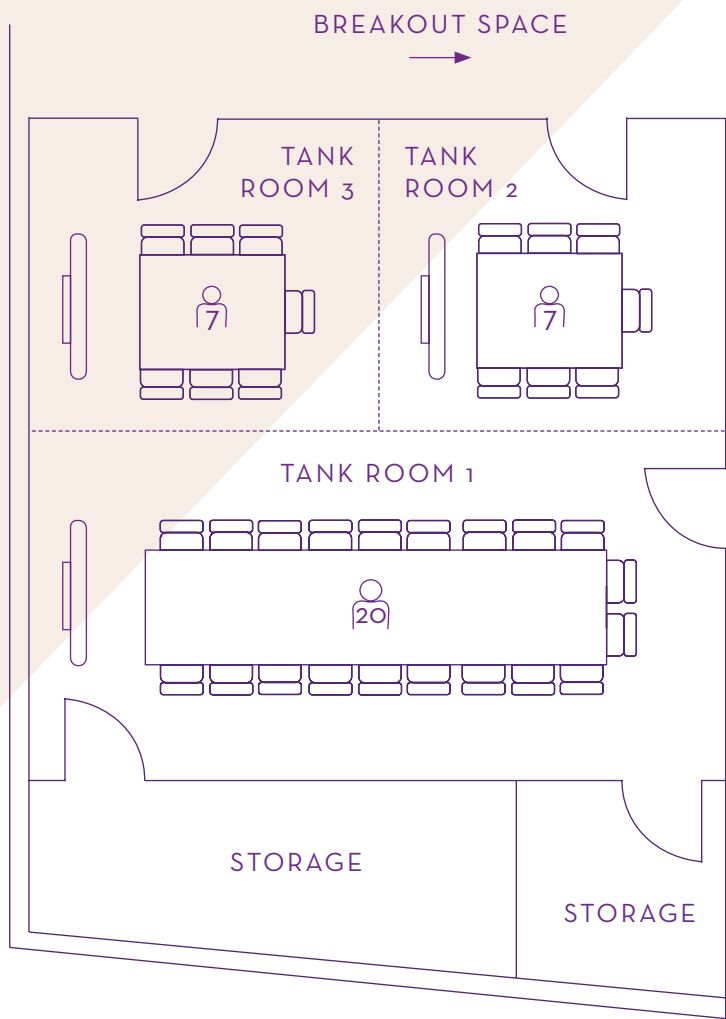 BREAKOUT SPACE
TANK
ROOM 3
TANK
ROOM 2
7
7
TANK ROOM 1
20
STORAGE
STORAGE